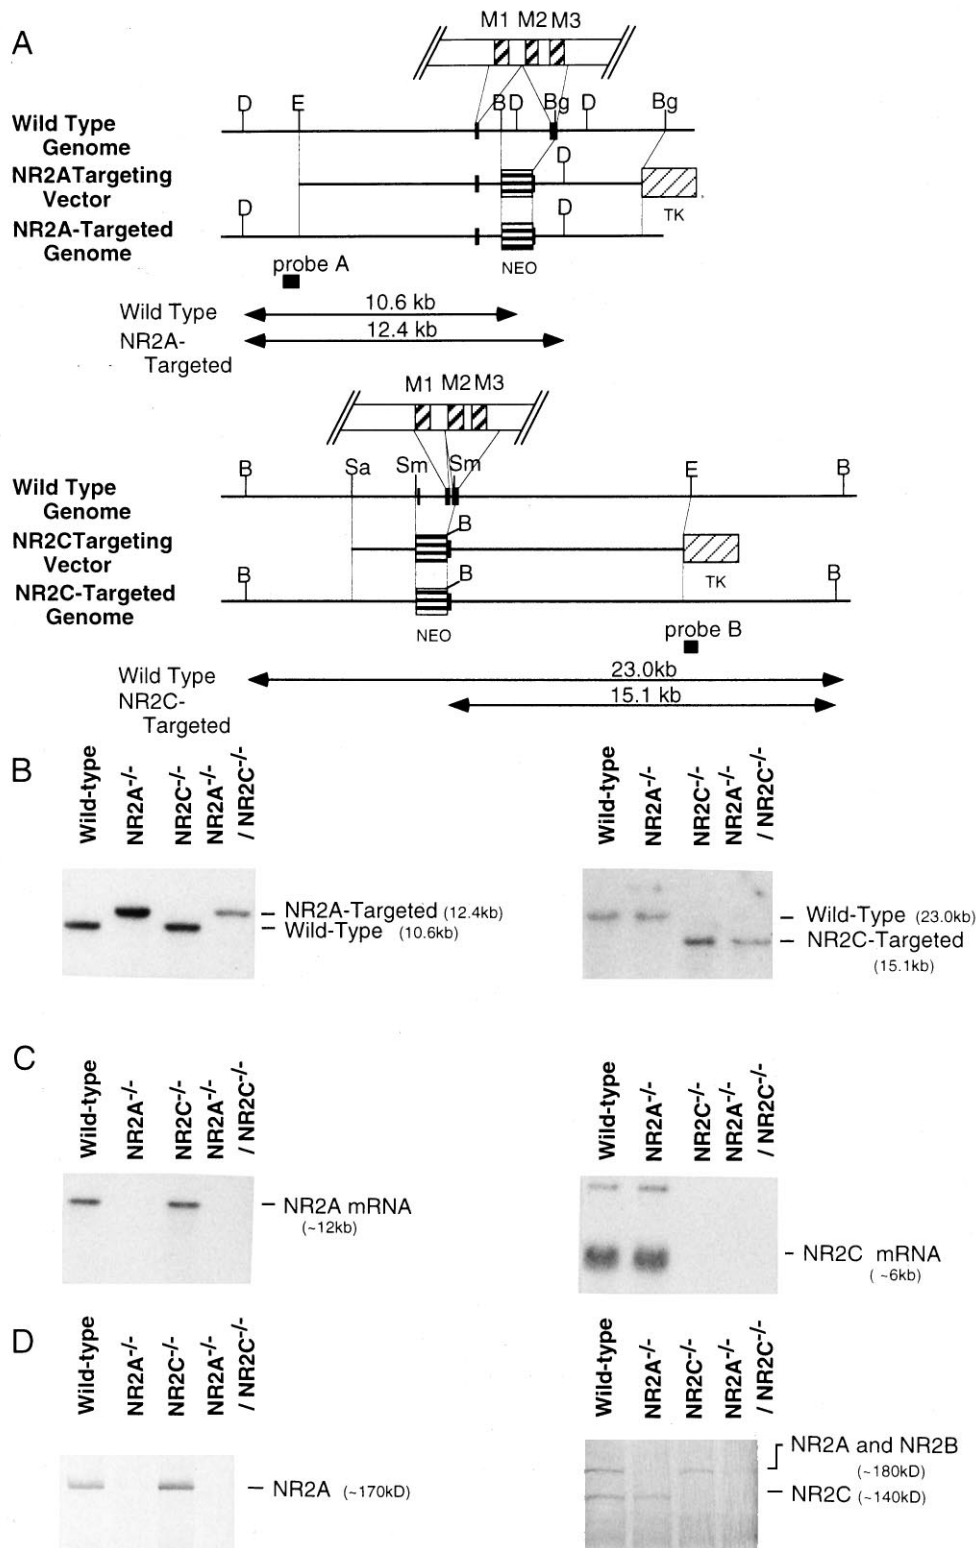 A
M1 M2 M3
D E B D Bg D Bg
Wild Type
Genome
D
NR2ATargeting
Vector
TK
D D
NR2A-Targeted
Genome
NEO
probe A
Wild Type
10.6 kb
NR2A-
Targeted
12.4 kb
M1 M2 M3
B Sa Sm Sm E B
Wild Type
Genome
B
NR2CTargeting
Vector
TK
B B B
NR2C-Targeted
Genome
NEO
probe B
Wild Type
23.0kb
NR2C-
Targeted
15.1 kb
B
Wild-type
NR2A-/-
NR2C-/-
NR2A-/-
/ NR2C-/-
NR2A-Targeted (12.4kb)
Wild-Type (10.6kb)
Wild-type
NR2A-/-
NR2C-/-
NR2A-/-
/ NR2C-/-
Wild-Type (23.0kb)
NR2C-Targeted
(15.1kb)
C
Wild-type
NR2A-/-
NR2C-/-
NR2A-/-
/ NR2C-/-
NR2A mRNA
(~12kb)
Wild-type
NR2A-/-
NR2C-/-
NR2A-/-
/ NR2C-/-
NR2C mRNA
( ~6kb)
D
Wild-type
NR2A-/-
NR2C-/-
NR2A-/-
/ NR2C-/-
NR2A (~170kD)
Wild-type
NR2A-/-
NR2C-/-
NR2A-/-
/ NR2C-/-
NR2A and NR2B
(~180kD)
NR2C (~140kD)